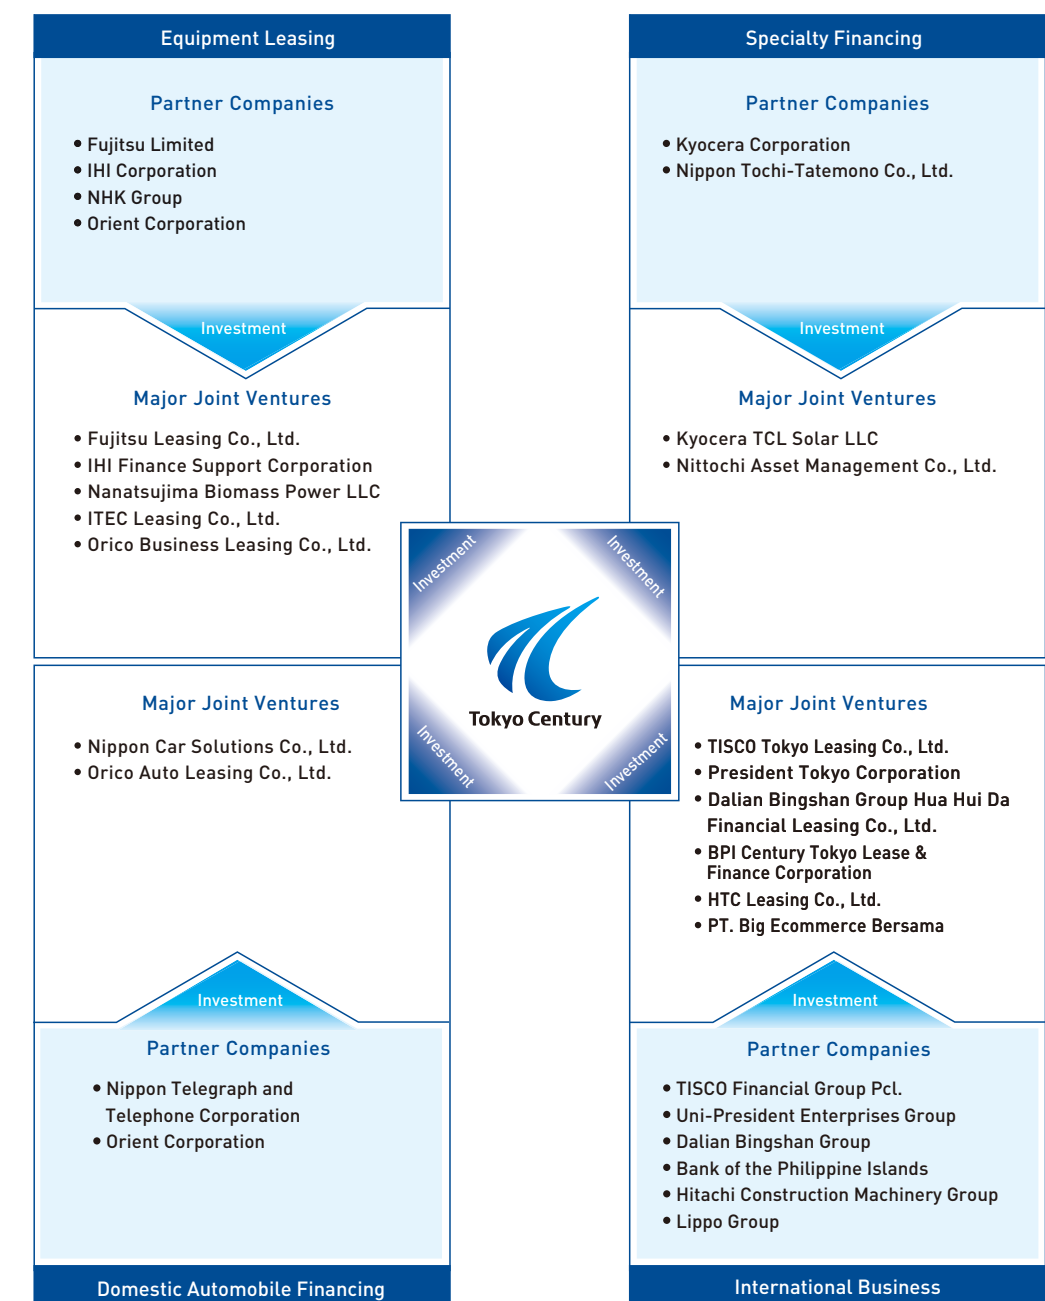 Equipment Leasing
Partner Companies
• Fujitsu Limited
• IHI Corporation
• NHK Group
• Orient Corporation
Investment
Major Joint Ventures
• Fujitsu Leasing Co., Ltd.
• IHI Finance Support Corporation
• Nanatsujima Biomass Power LLC
• ITEC Leasing Co., Ltd.
• Orico Business Leasing Co., Ltd.
Specialty Financing
Partner Companies
• Kyocera Corporation
• Nippon Tochi-Tatemono Co., Ltd.
Investment
Major Joint Ventures
• Kyocera TCL Solar LLC
• Nittochi Asset Management Co., Ltd.
Investment
Investment
Tokyo Century
Investment
Investment
Major Joint Ventures
• Nippon Car Solutions Co., Ltd.
• Orico Auto Leasing Co., Ltd.
Investment
Partner Companies
• Nippon Telegraph and
Telephone Corporation
• Orient Corporation
Domestic Automobile Financing
Major Joint Ventures
• TISCO Tokyo Leasing Co., Ltd.
• President Tokyo Corporation
• Dalian Bingshan Group Hua Hui Da
Financial Leasing Co., Ltd.
• BPI Century Tokyo Lease &
Finance Corporation
• HTC Leasing Co., Ltd.
• PT. Big Ecommerce Bersama
Investment
Partner Companies
• TISCO Financial Group Pcl.
• Uni-President Enterprises Group
• Dalian Bingshan Group
• Bank of the Philippine Islands
• Hitachi Construction Machinery Group
• Lippo Group
International Business